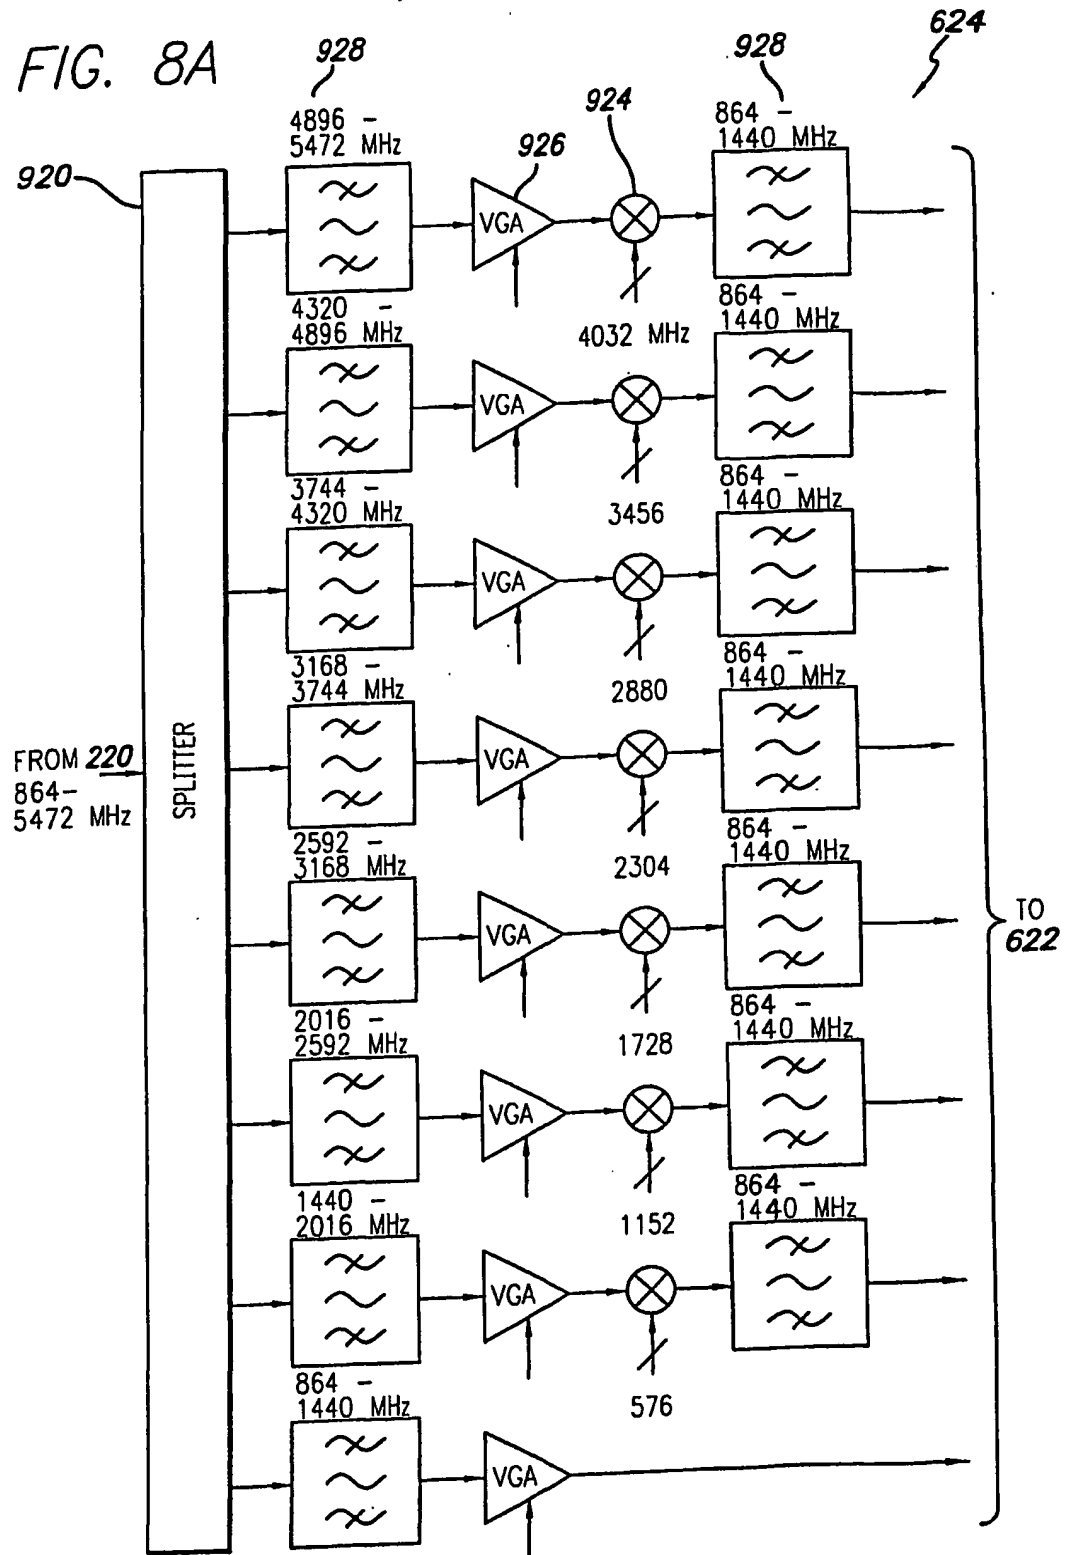 FIG. 8A
928
928
624
924
926
920
4896 -
5472 MHz
864 -
1440 MHz
VGA
4032 MHz
4320 -
4896 MHz
864 -
1440 MHz
VGA
3456
3744 -
4320 MHz
864 -
1440 MHz
VGA
2880
3168 -
3744 MHz
864 -
1440 MHz
VGA
2304
FROM 220
864-
5472 MHz
SPLITTER
2592 -
3168 MHz
864 -
1440 MHz
VGA
1728
TO
622
2016 -
2592 MHz
864 -
1440 MHz
VGA
1152
1440 -
2016 MHz
864 -
1440 MHz
VGA
576
864 -
1440 MHz
VGA